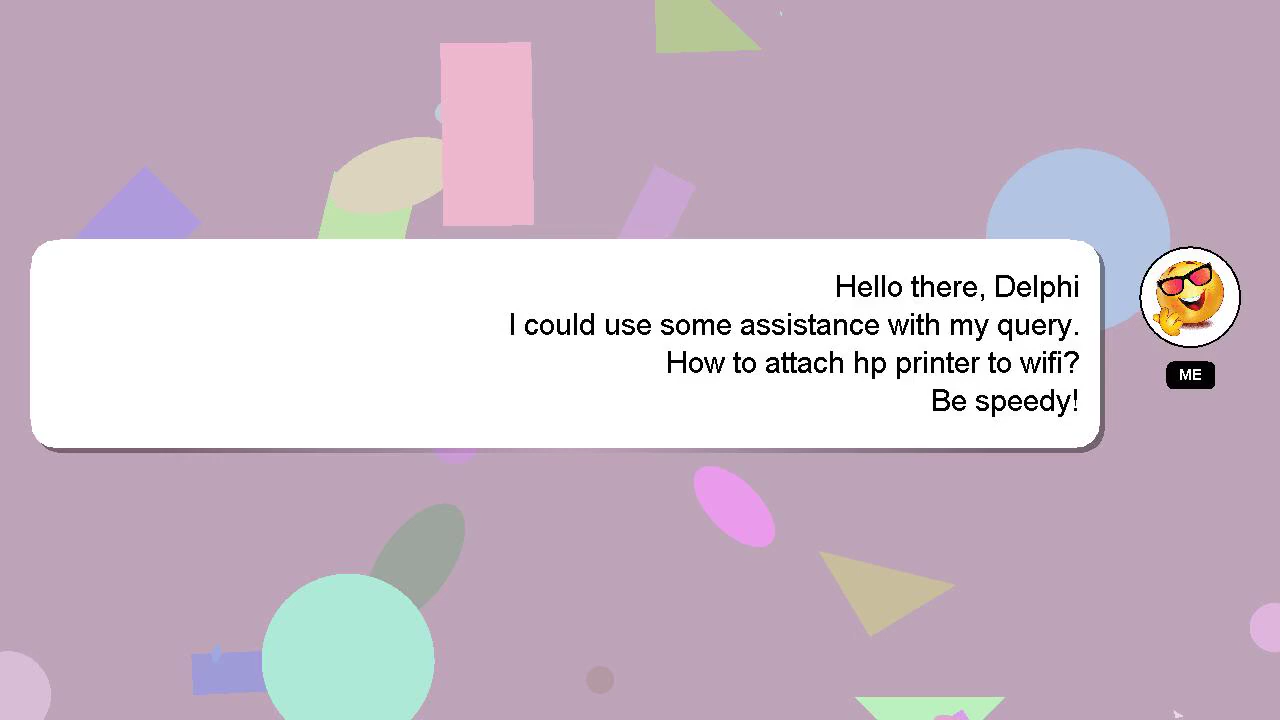 Hello there, Delphi
I could use some assistance with my query.
How to attach hp printer to wifi?
Be speedy!
ME